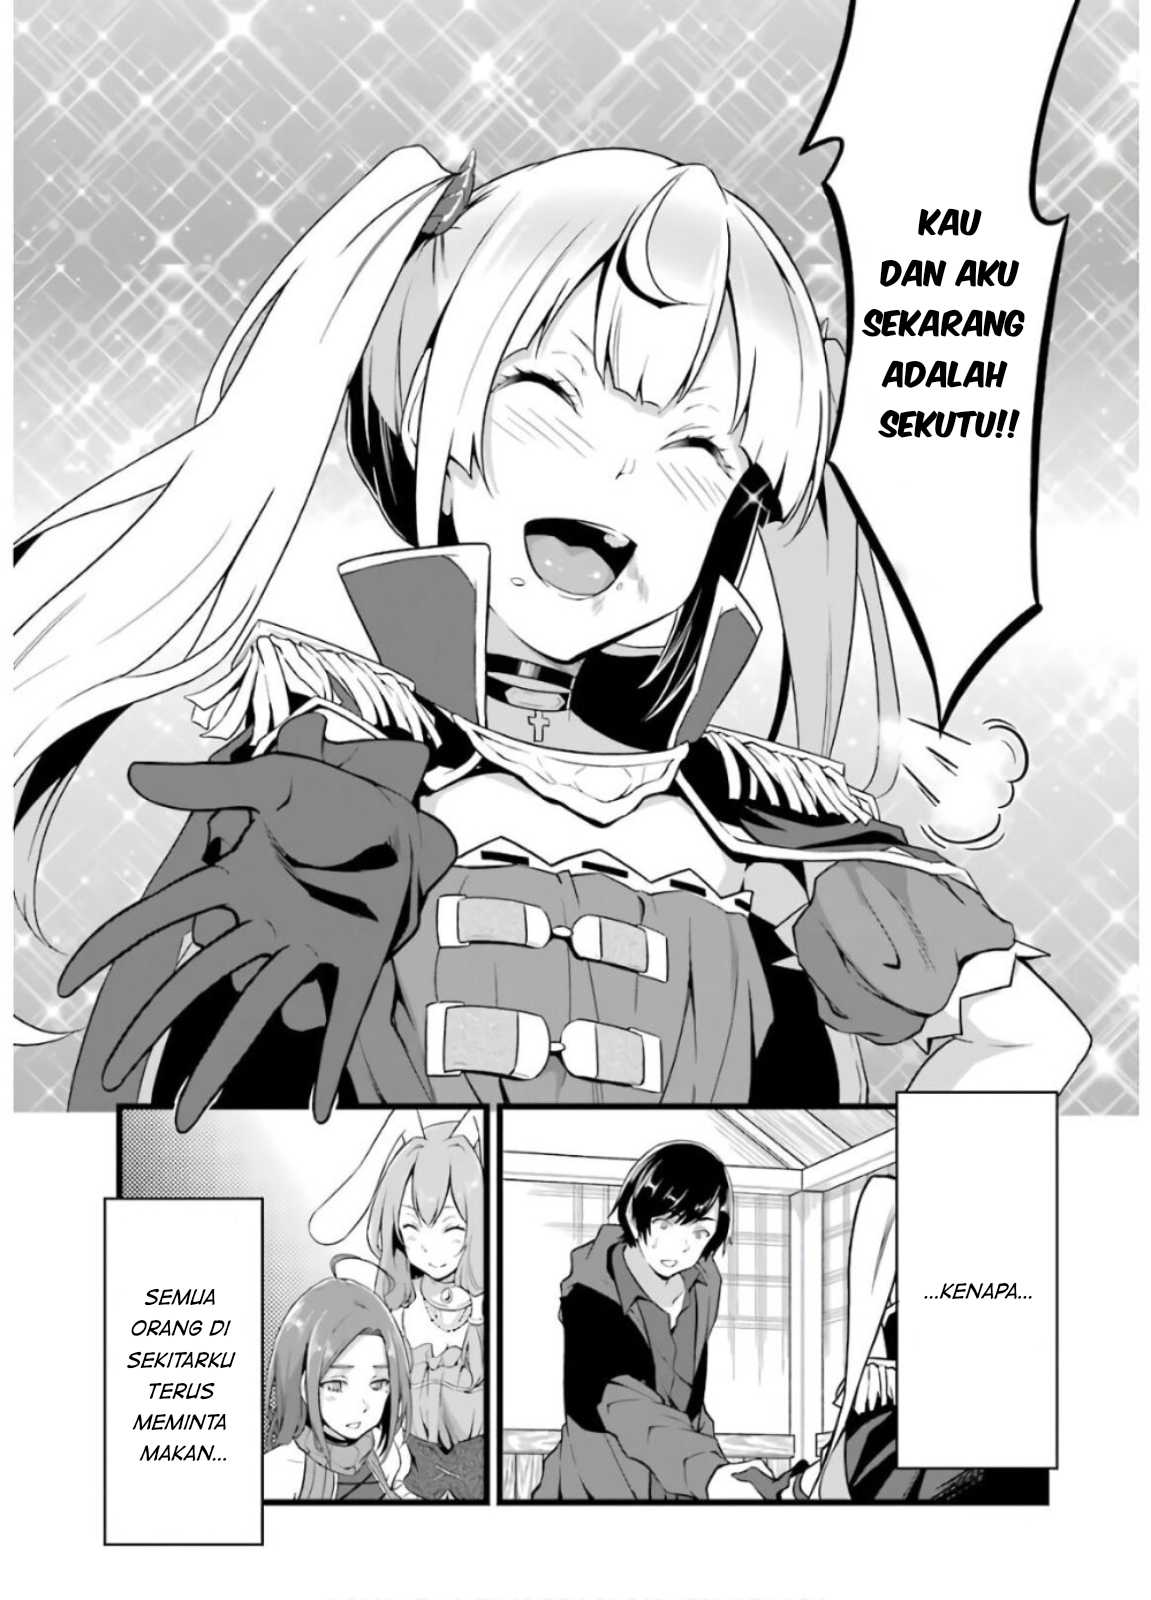 KAU
DAN AKU
SEKARANG
ADALAH
SEKUTU!!
...KENAPA...
SEMUA
ORANG DI
SEKITARKU
TERUS
MEMINTA
MAKAN...